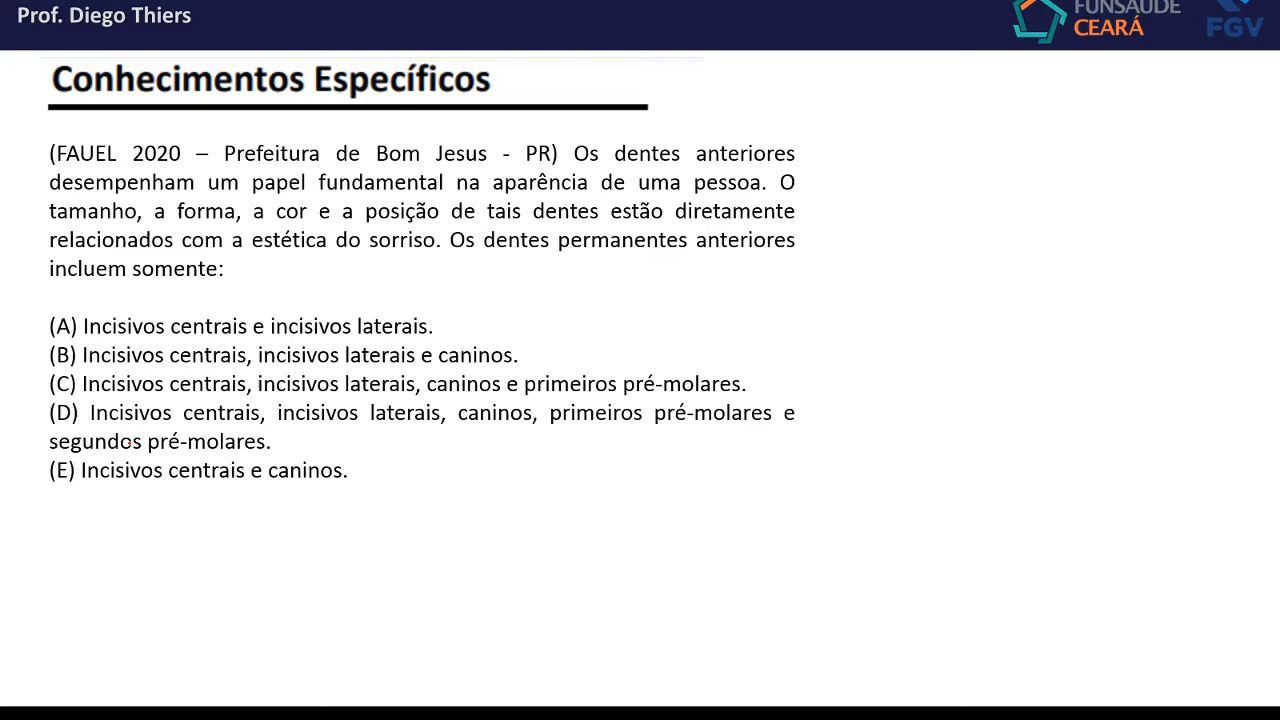 Prof. Diego Thiers
FUNSAÚDE
CEARÁ
FGV
Conhecimentos Específicos
(FAUEL 2020 – Prefeitura de Bom Jesus - PR) Os dentes anteriores
desempenham um papel fundamental na aparência de uma pessoa. O
tamanho, a forma, a cor e a posição de tais dentes estão diretamente
relacionados com a estética do sorriso. Os dentes permanentes anteriores
incluem somente:
(A) Incisivos centrais e incisivos laterais.
(B) Incisivos centrais, incisivos laterais e caninos.
(C) Incisivos centrais, incisivos laterais, caninos e primeiros pré-molares.
(D) Incisivos centrais, incisivos laterais, caninos, primeiros pré-molares e
segundos pré-molares.
(E) Incisivos centrais e caninos.